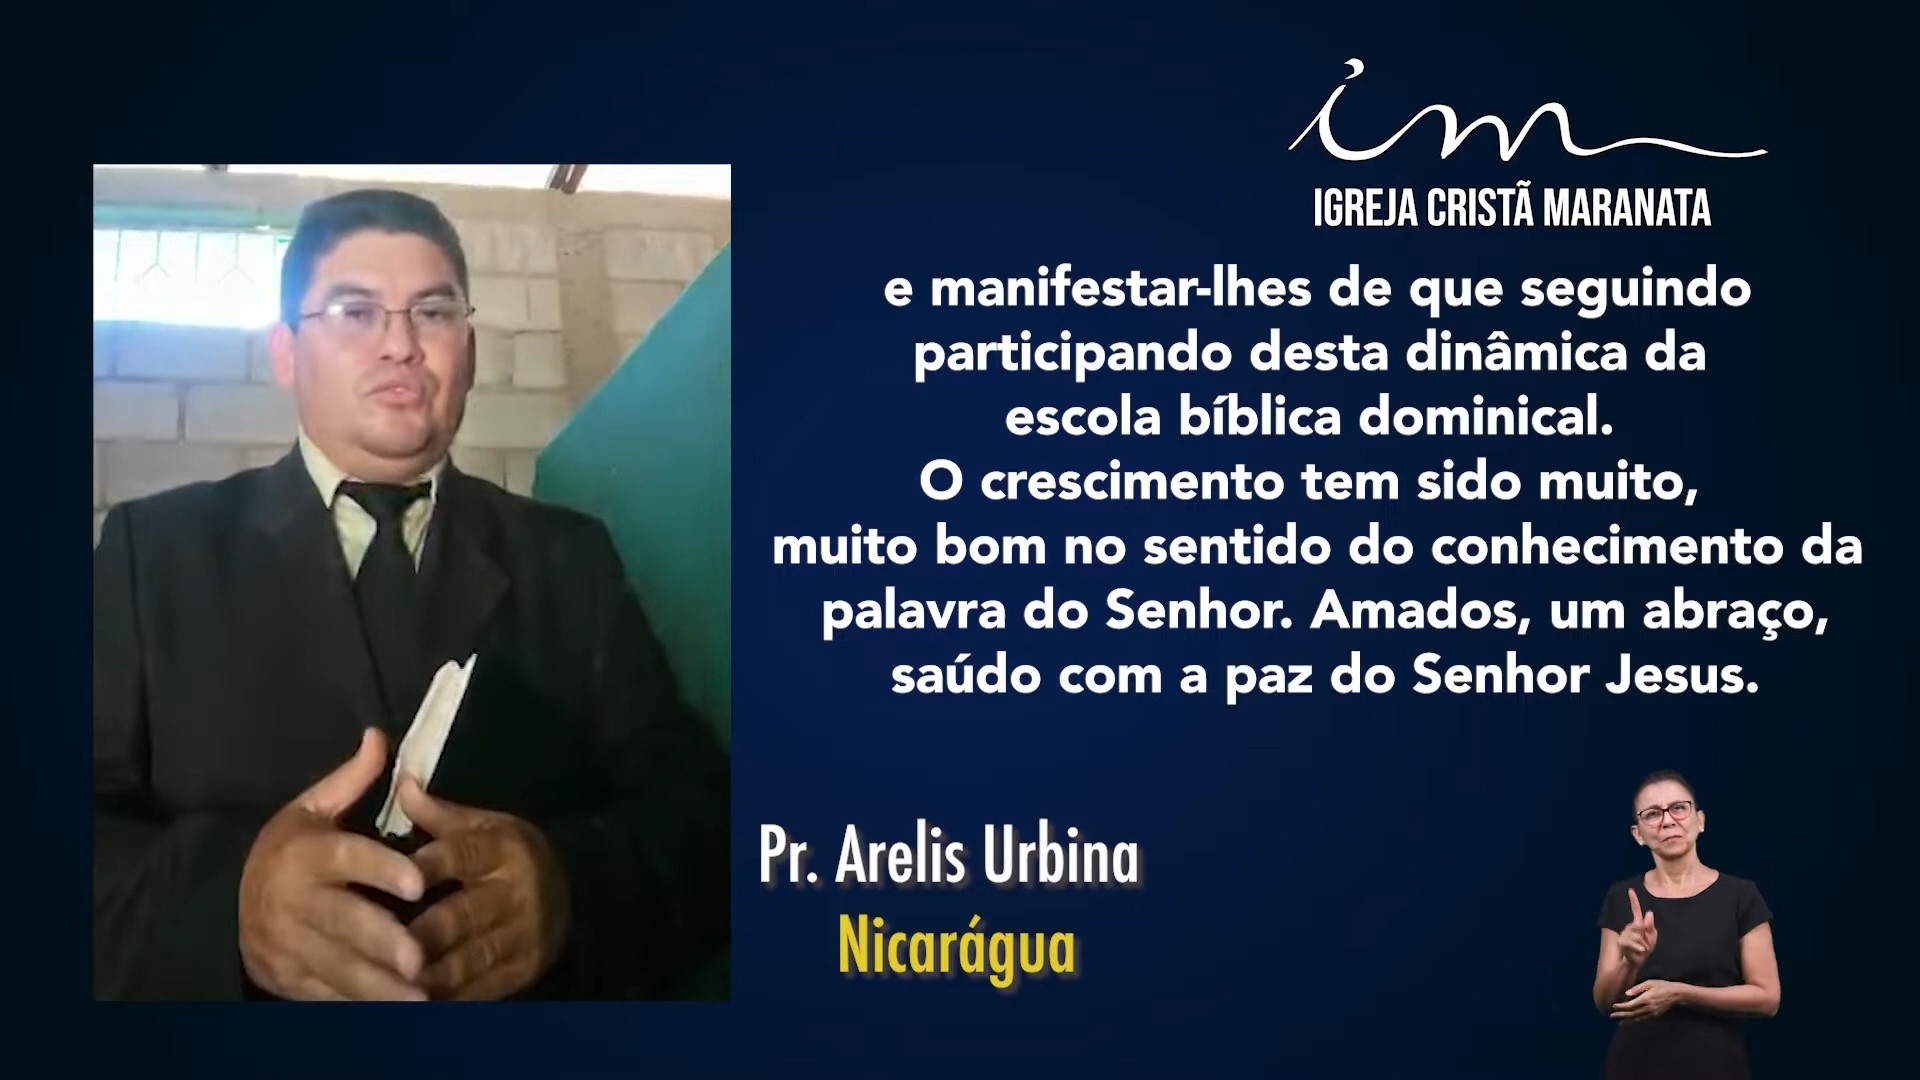 im
IGREJA CRISTÃ MARANATA
e manifestar-lhes de que seguindo
participando desta dinâmica da
escola bíblica dominical.
O crescimento tem sido muito,
muito bom no sentido do conhecimento da
palavra do Senhor. Amados, um abraço,
saúdo com a paz do Senhor Jesus.
Pr. Arelis Urbina
Nicarágua